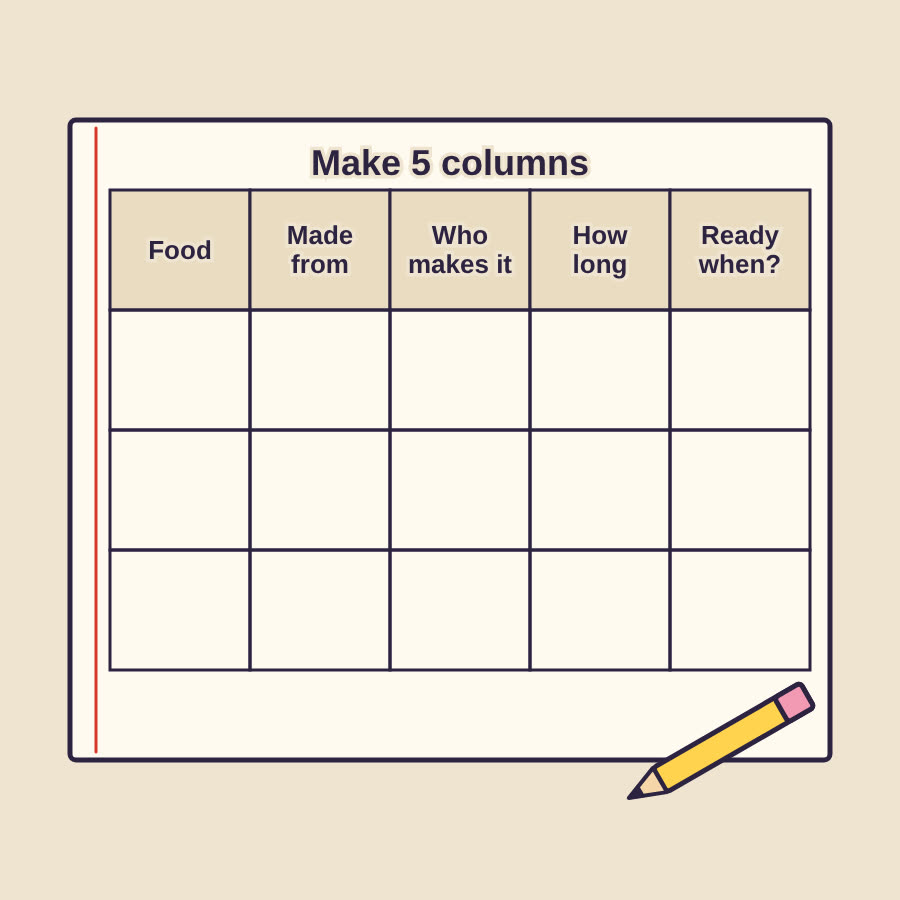 Make 5 columns
Food
Made
from
Who
makes it
How
long
Ready
when?